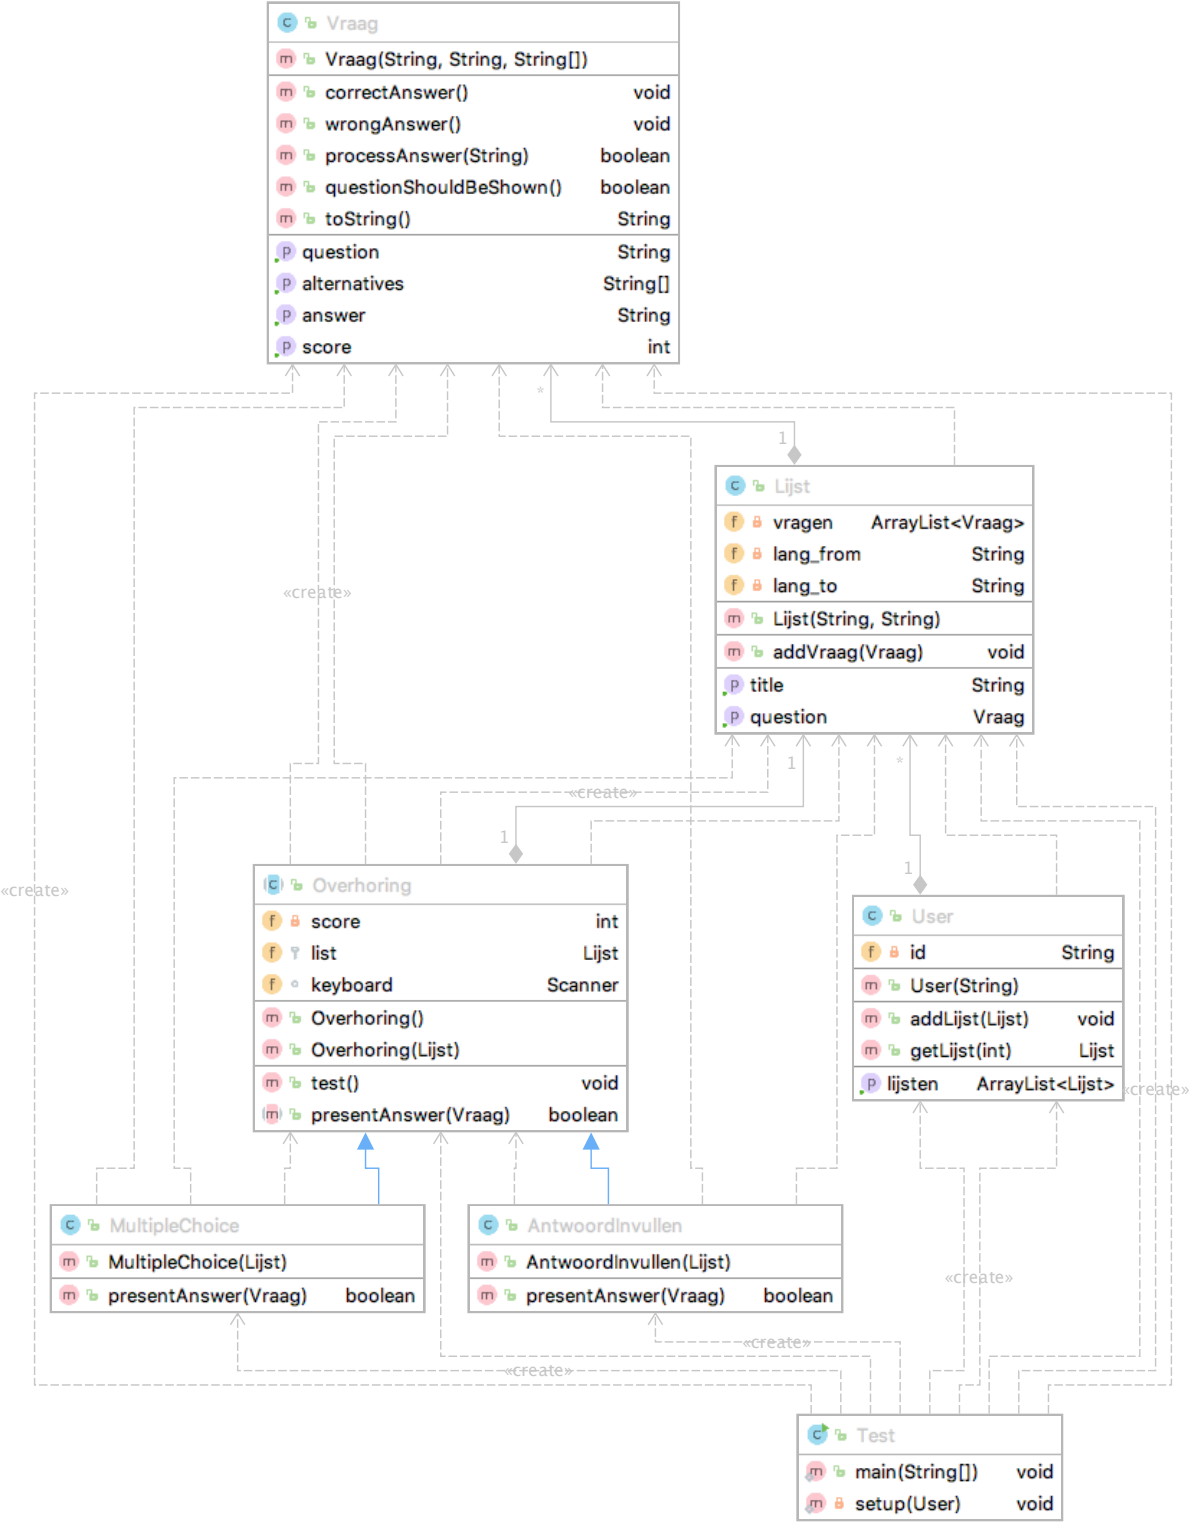 C Vraag
m Vraag(String, String, String[])
m correctAnswer() void
m wrongAnswer() void
m processAnswer(String) boolean
m questionShouldBeShown() boolean
m toString() String
p question String
p alternatives String[]
p answer String
p score int
*
1
C Lijst
f vragen ArrayList<Vraag>
f lang_from String
f lang_to String
m Lijst(String, String)
m addVraag(Vraag) void
p title String
p question Vraag
«create»
1
*
«create»
1
1
«create»
C Overhoring
f score int
f list Lijst
f keyboard Scanner
m Overhoring()
m Overhoring(Lijst)
m test() void
m presentAnswer(Vraag) boolean
C User
f id String
m User(String)
m addLijst(Lijst) void
m getLijst(int) Lijst
p lijsten ArrayList<Lijst>
«create»
C MultipleChoice
m MultipleChoice(Lijst)
m presentAnswer(Vraag) boolean
C AntwoordInvullen
m AntwoordInvullen(Lijst)
m presentAnswer(Vraag) boolean
«create»
«create»
«create»
C Test
m main(String[]) void
m setup(User) void